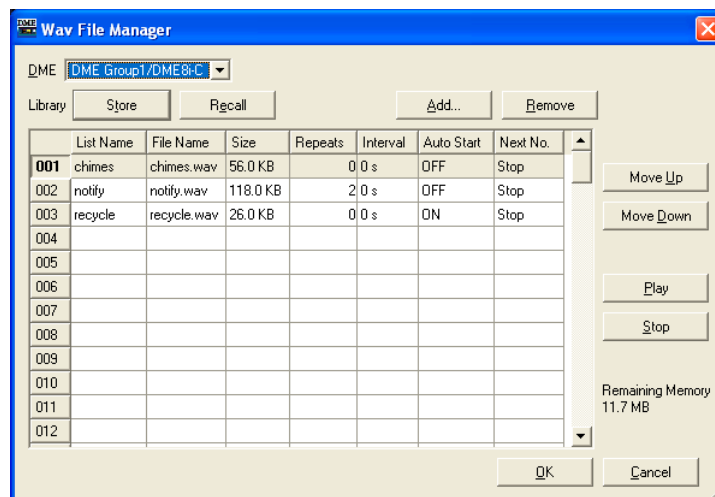 DME Wav File Manager
DME DME Group1/DME8i-C
Library Store Recall Add... Remove
List Name File Name Size Repeats Interval Auto Start Next No.
001 chimes chimes.wav 56.0 KB 0 0 s OFF Stop
002 notify notify.wav 118.0 KB 2 0 s OFF Stop
003 recycle recycle.wav 26.0 KB 0 0 s ON Stop
004
005
006
007
008
009
010
011
012
Move Up
Move Down
Play
Stop
Remaining Memory
11.7 MB
OK Cancel